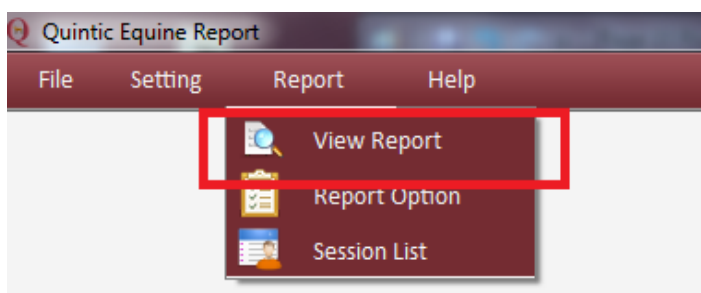 Quintic Equine Report
File Setting Report Help
View Report
Report Option
Session List